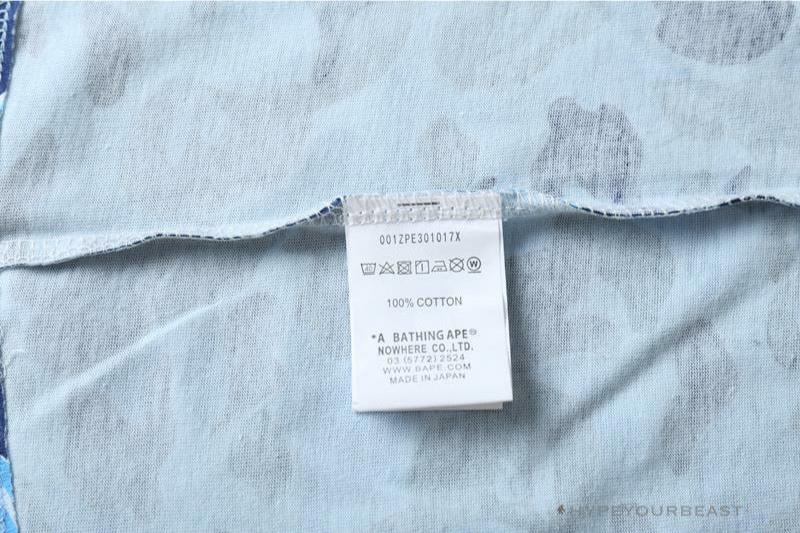 001ZPE301017X
W
100% COTTON
*A BATHING APE®
NOWHERE CO.,LTD.
03 (5772) 2524
WWW.BAPE.COM
MADE IN JAPAN
HYPEYOURBEAST